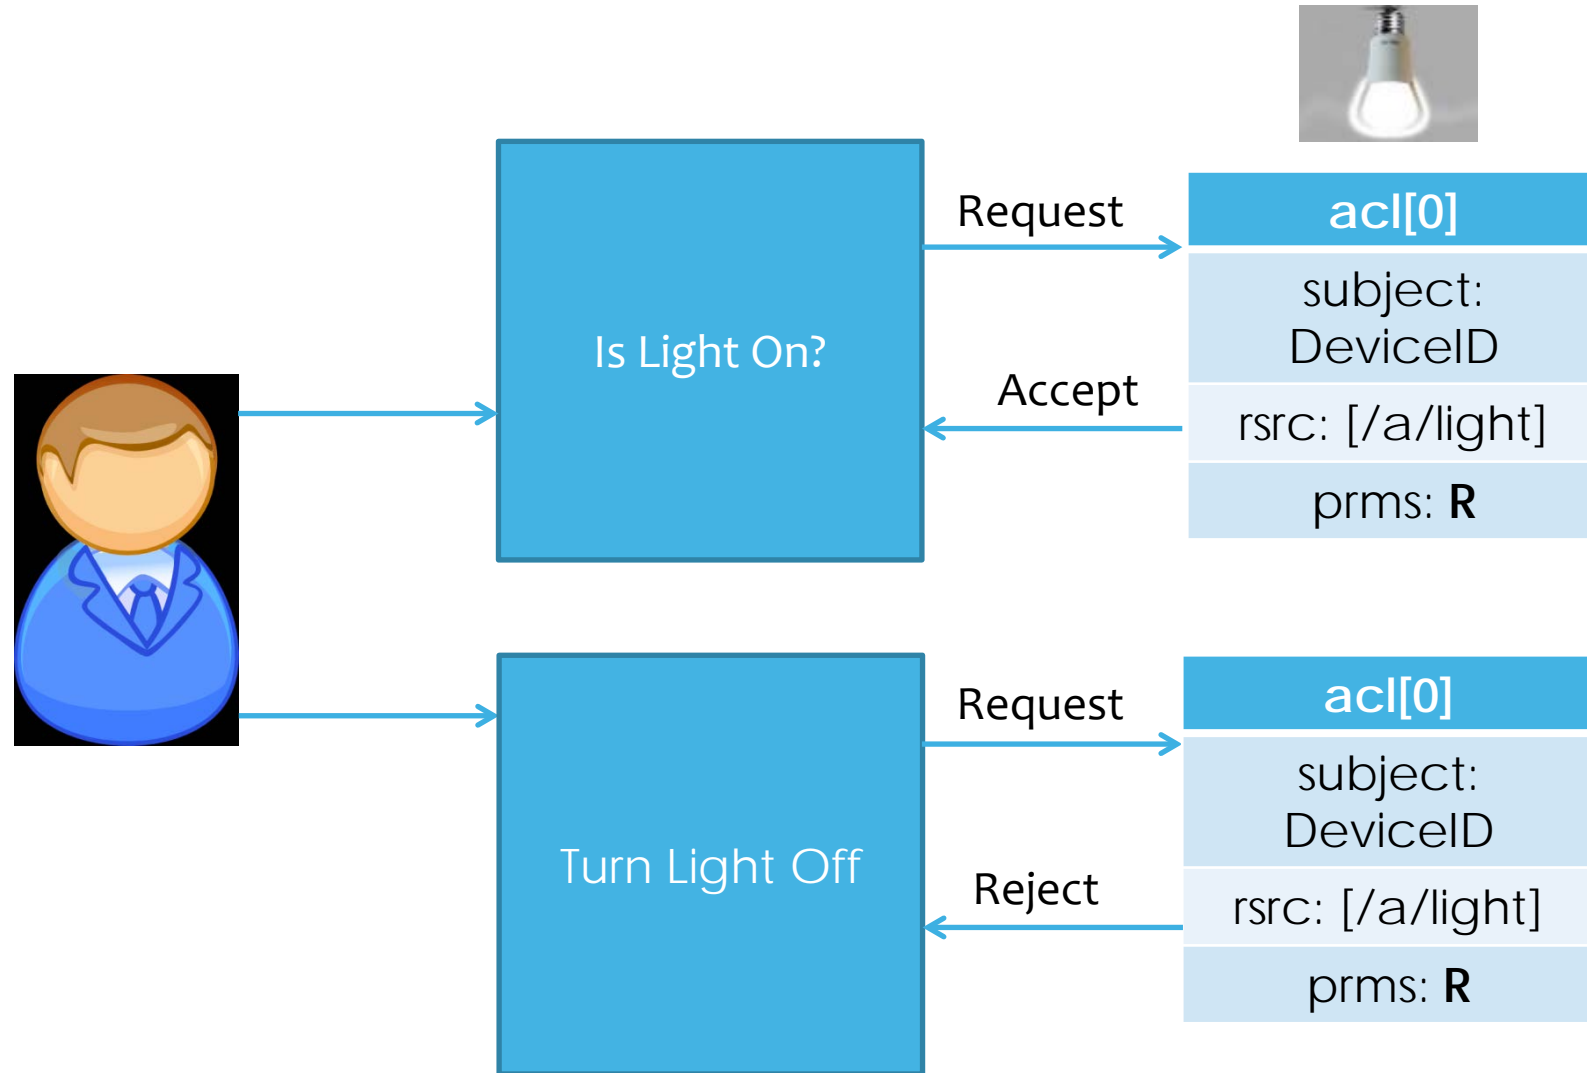 Request
acl[0]
subject:
DeviceID
Is Light On?
Accept
rsrc: [/a/light]
prms: R
Request
acl[0]
subject:
DeviceID
Turn Light Off
Reject
rsrc: [/a/light]
prms: R